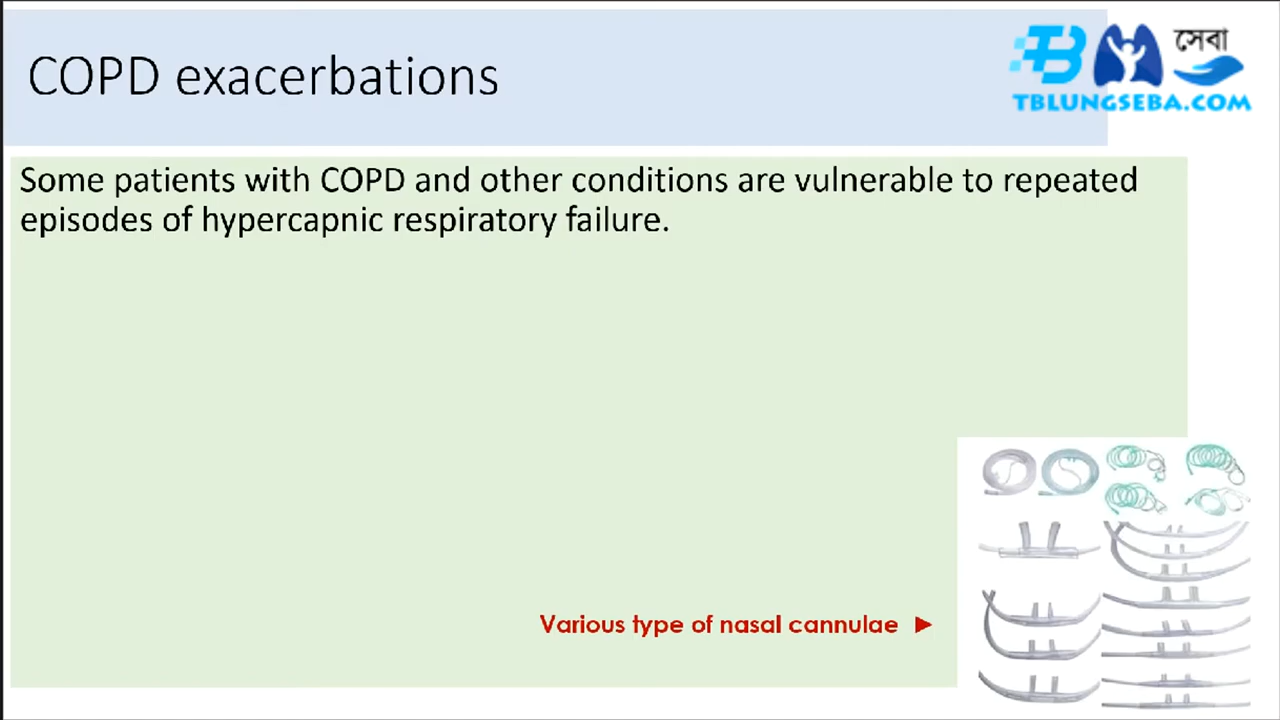 COPD exacerbations
TB সেবা
TBLUNGSEBA.COM
Some patients with COPD and other conditions are vulnerable to repeated
episodes of hypercapnic respiratory failure.
Various type of nasal cannulae ►